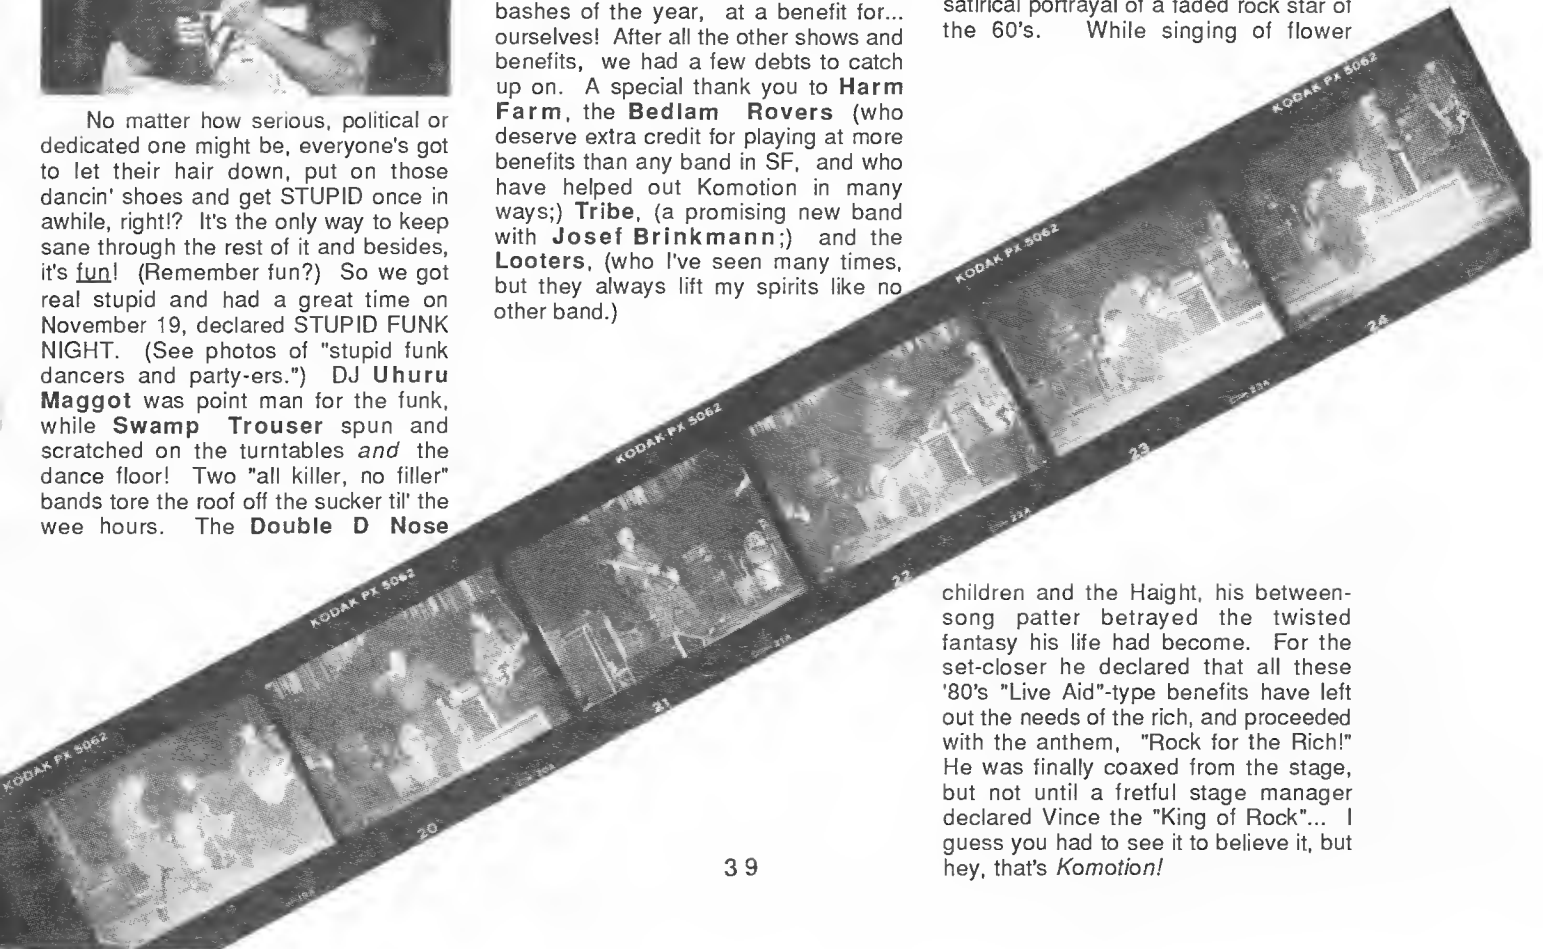 No matter how serious, political or
dedicated one might be, everyone's got
to let their hair down, put on those
dancin' shoes and get STUPID once in
awhile, right!? It's the only way to keep
sane through the rest of it and besides,
it's fun! (Remember fun?) So we got
real stupid and had a great time on
November 19, declared STUPID FUNK
NIGHT. (See photos of "stupid funk
dancers and party-ers.") DJ Uhuru
Maggot was point man for the funk,
while Swamp Trouser spun and
scratched on the turntables and the
dance floor! Two "all killer, no filler"
bands tore the roof off the sucker til' the
wee hours. The Double D Nose
bashes of the year, at a benefit for...
ourselves! After all the other shows and
benefits, we had a few debts to catch
up on. A special thank you to Harm
Farm, the Bedlam Rovers (who
deserve extra credit for playing at more
benefits than any band in SF, and who
have helped out Komotion in many
ways;) Tribe, (a promising new band
with Josef Brinkmann;) and the
Looters, (who I've seen many times,
but they always lift my spirits like no
other band.)
satirical portrayal of a faded rock star of
the 60's. While singing of flower
children and the Haight, his between-
song patter betrayed the twisted
fantasy his life had become. For the
set-closer he declared that all these
'80's "Live Aid"-type benefits have left
out the needs of the rich, and proceeded
with the anthem, "Rock for the Rich!"
He was finally coaxed from the stage,
but not until a fretful stage manager
declared Vince the "King of Rock"... I
guess you had to see it to believe it, but
hey, that's Komotion!
KODAK PX 5062
KODAK PX 5062
KODAK PX 5062
KODAK PX 5062
KODAK PX 5062
20
21
22
23
24
20A
21A
22A
23A
39